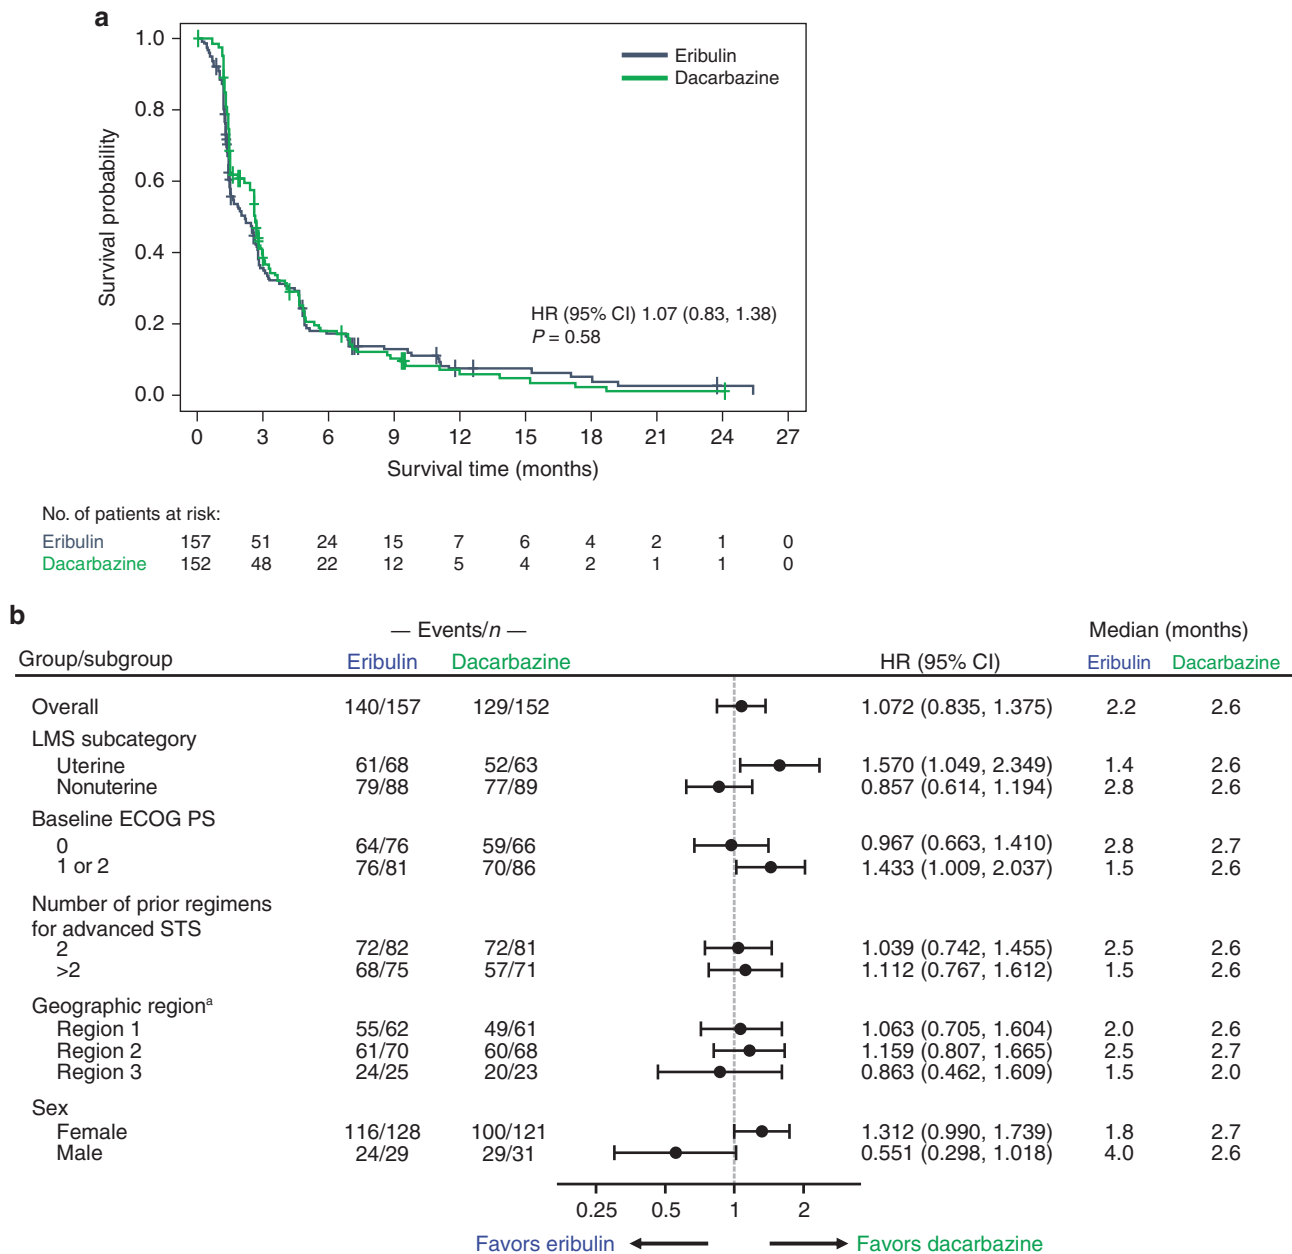 a
1.0
0.8
0.6
0.4
0.2
0.0
Survival probability
Eribulin
Dacarbazine
HR (95% CI) 1.07 (0.83, 1.38)
P = 0.58
0 3 6 9 12 15 18 21 24 27
Survival time (months)
No. of patients at risk:
Eribulin 157 51 24 15 7 6 4 2 1 0
Dacarbazine 152 48 22 12 5 4 2 1 1 0
b
— Events/n — Median (months)
Group/subgroup Eribulin Dacarbazine HR (95% CI) Eribulin Dacarbazine
Overall 140/157 129/152 1.072 (0.835, 1.375) 2.2 2.6
LMS subcategory
Uterine 61/68 52/63 1.570 (1.049, 2.349) 1.4 2.6
Nonuterine 79/88 77/89 0.857 (0.614, 1.194) 2.8 2.6
Baseline ECOG PS
0 64/76 59/66 0.967 (0.663, 1.410) 2.8 2.7
1 or 2 76/81 70/86 1.433 (1.009, 2.037) 1.5 2.6
Number of prior regimens
for advanced STS
2 72/82 72/81 1.039 (0.742, 1.455) 2.5 2.6
>2 68/75 57/71 1.112 (0.767, 1.612) 1.5 2.6
Geographic regionᵃ
Region 1 55/62 49/61 1.063 (0.705, 1.604) 2.0 2.6
Region 2 61/70 60/68 1.159 (0.807, 1.665) 2.5 2.7
Region 3 24/25 20/23 0.863 (0.462, 1.609) 1.5 2.0
Sex
Female 116/128 100/121 1.312 (0.990, 1.739) 1.8 2.7
Male 24/29 29/31 0.551 (0.298, 1.018) 4.0 2.6
0.25 0.5 1 2
Favors eribulin Favors dacarbazine